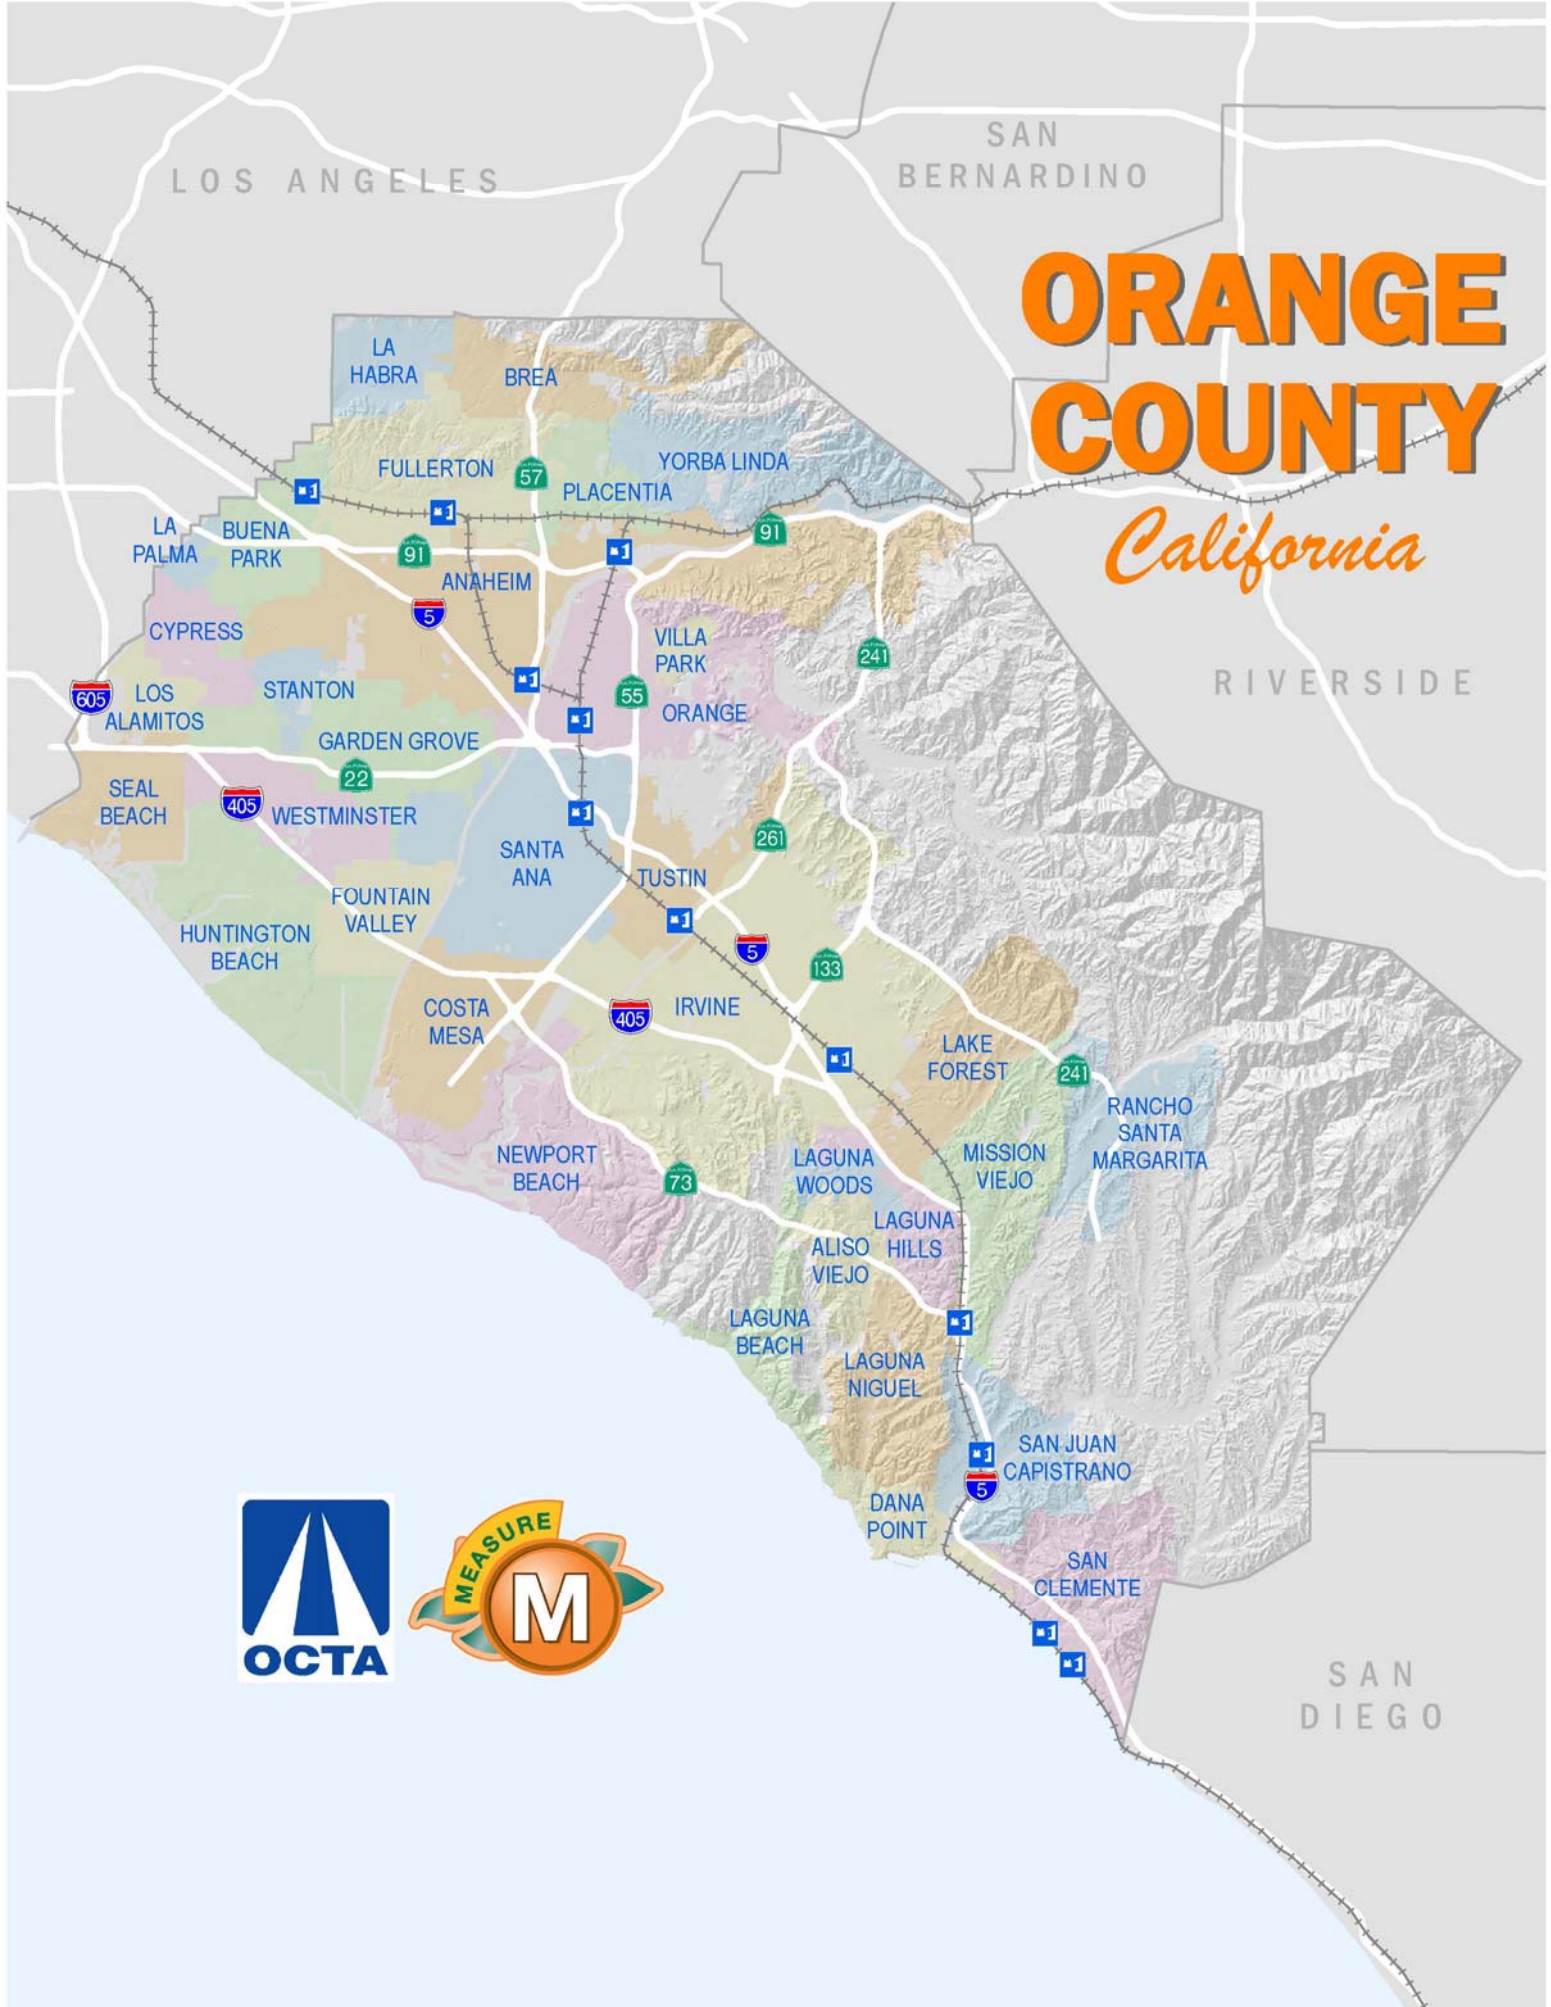 SAN
BERNARDINO
LOS ANGELES
ORANGE
COUNTY
California
LA
HABRA
BREA
FULLERTON
57
YORBA LINDA
PLACENTIA
LA
PALMA
BUENA
PARK
91
91
ANAHEIM
5
CYPRESS
VILLA
PARK
241
RIVERSIDE
605
LOS
ALAMITOS
STANTON
55
ORANGE
GARDEN GROVE
22
SEAL
BEACH
405
WESTMINSTER
261
SANTA
ANA
TUSTIN
FOUNTAIN
VALLEY
HUNTINGTON
BEACH
5
133
COSTA
MESA
405
IRVINE
LAKE
FOREST
241
RANCHO
SANTA
MARGARITA
NEWPORT
BEACH
73
LAGUNA
WOODS
MISSION
VIEJO
LAGUNA
HILLS
ALISO
VIEJO
LAGUNA
BEACH
LAGUNA
NIGUEL
SAN JUAN
CAPISTRANO
5
DANA
POINT
SAN
CLEMENTE
MEASURE
M
OCTA
SAN
DIEGO